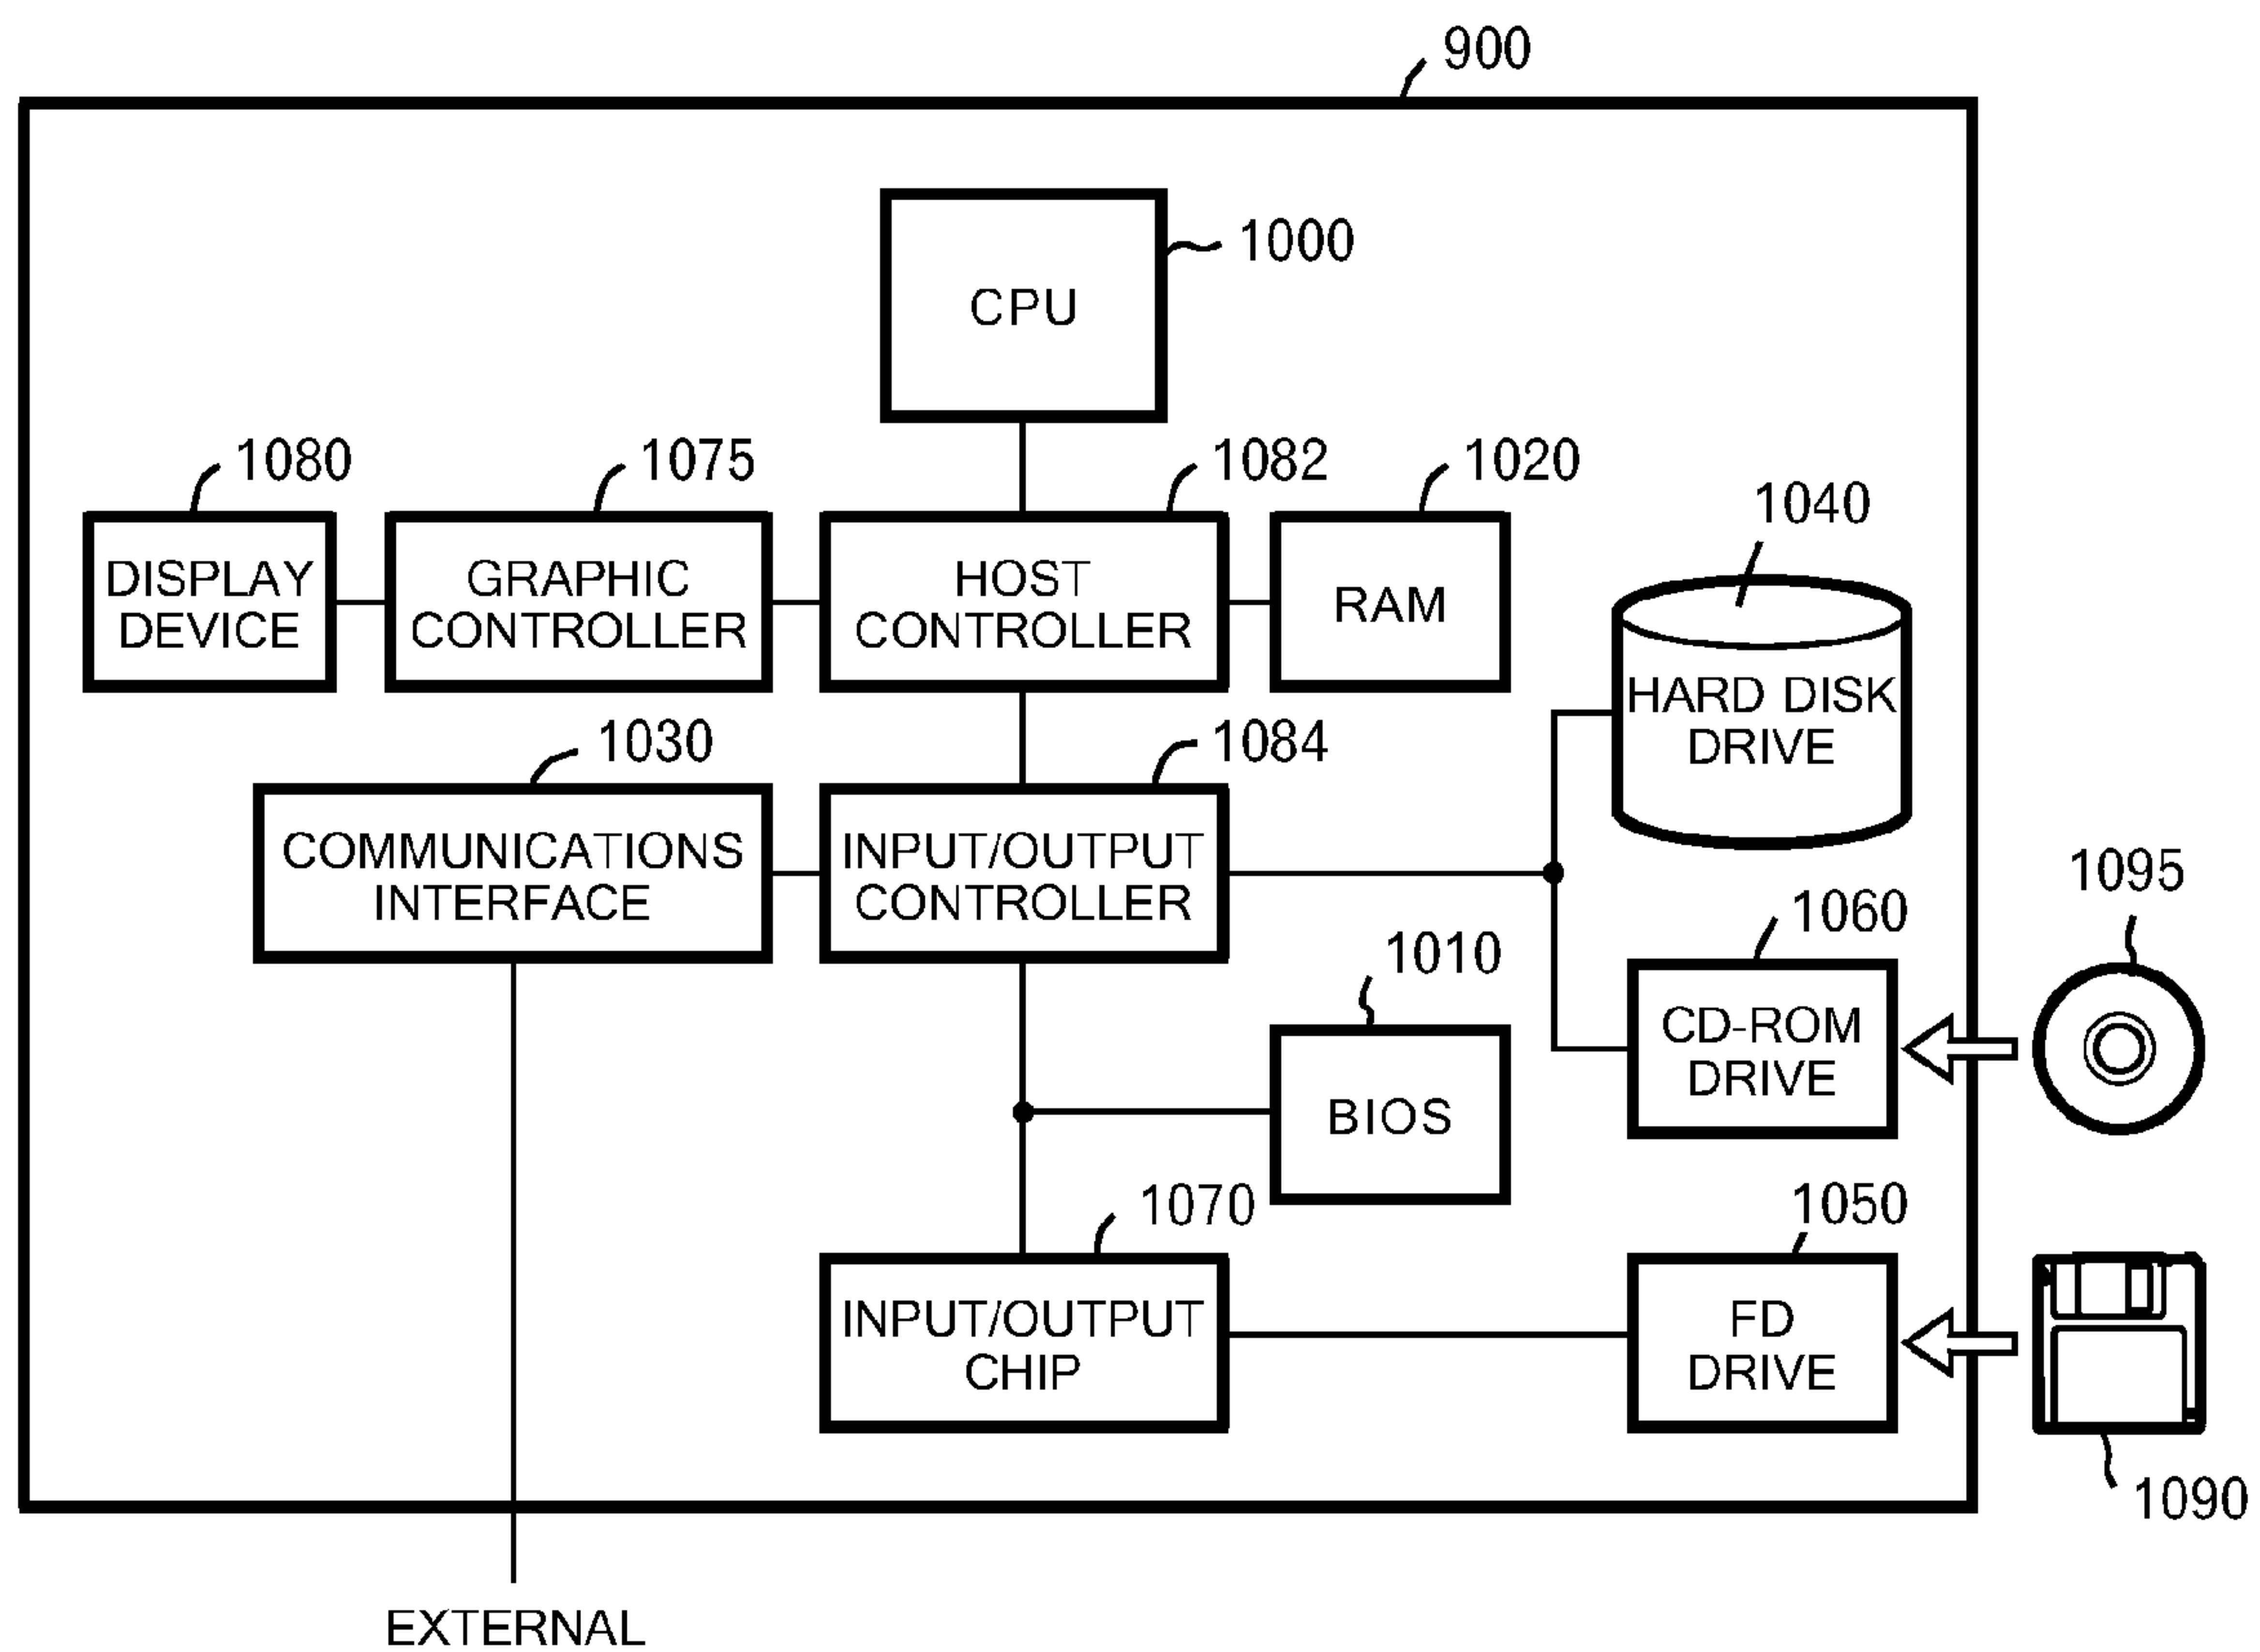 900
1000
CPU
1080
1075
1082
1020
1040
DISPLAY
DEVICE
GRAPHIC
CONTROLLER
HOST
CONTROLLER
RAM
HARD DISK
DRIVE
1030
1084
COMMUNICATIONS
INTERFACE
INPUT/OUTPUT
CONTROLLER
1095
1060
1010
CD-ROM
DRIVE
BIOS
1070
1050
INPUT/OUTPUT
CHIP
FD
DRIVE
1090
EXTERNAL